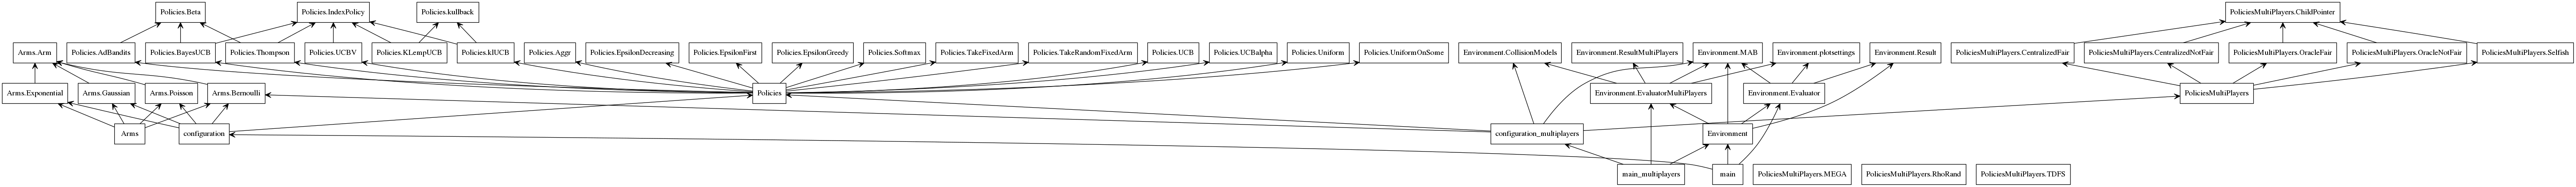 Policies.Beta
Policies.IndexPolicy
Policies.kullback
PoliciesMultiPlayers.ChildPointer
Arms.Arm
Policies.AdBandits
Policies.BayesUCB
Policies.Thompson
Policies.UCBV
Policies.KLempUCB
Policies.klUCB
Policies.Aggr
Policies.EpsilonDecreasing
Policies.EpsilonFirst
Policies.EpsilonGreedy
Policies.Softmax
Policies.TakeFixedArm
Policies.TakeRandomFixedArm
Policies.UCB
Policies.UCBalpha
Policies.Uniform
Policies.UniformOnSome
Environment.CollisionModels
Environment.ResultMultiPlayers
Environment.MAB
Environment.plotsettings
Environment.Result
PoliciesMultiPlayers.CentralizedFair
PoliciesMultiPlayers.CentralizedNotFair
PoliciesMultiPlayers.OracleFair
PoliciesMultiPlayers.OracleNotFair
PoliciesMultiPlayers.Selfish
Arms.Exponential
Arms.Gaussian
Arms.Poisson
Arms.Bernoulli
Policies
Environment.EvaluatorMultiPlayers
Environment.Evaluator
PoliciesMultiPlayers
Arms
configuration
configuration_multiplayers
Environment
main_multiplayers
main
PoliciesMultiPlayers.MEGA
PoliciesMultiPlayers.RhoRand
PoliciesMultiPlayers.TDFS